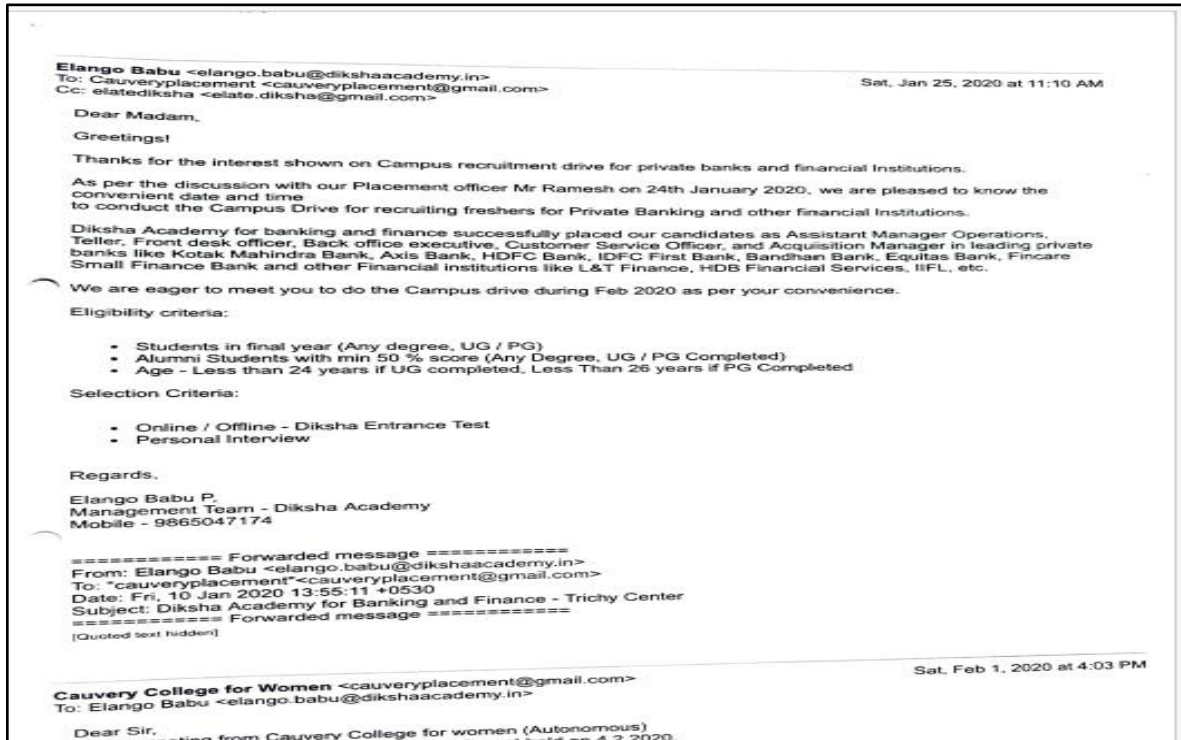 Elango Babu <elango.babu@dikshaacademy.in>
Sat, Jan 25, 2020 at 11:10 AM
To: Cauveryplacement <cauveryplacement@gmail.com>
Cc: elatediksha <elate.diksha@gmail.com>
Dear Madam,
Greetings!
Thanks for the interest shown on Campus recruitment drive for private banks and financial Institutions.
As per the discussion with our Placement officer Mr Ramesh on 24th January 2020, we are pleased to know the
convenient date and time
to conduct the Campus Drive for recruiting freshers for Private Banking and other financial Institutions.
Diksha Academy for banking and finance successfully placed our candidates as Assistant Manager Operations,
Teller, Front desk officer, Back office executive, Customer Service Officer, and Acquisition Manager in leading private
banks like Kotak Mahindra Bank, Axis Bank, HDFC Bank, IDFC First Bank, Bandhan Bank, Equitas Bank, Fincare
Small Finance Bank and other Financial institutions like L&T Finance, HDB Financial Services, IIFL, etc.
We are eager to meet you to do the Campus drive during Feb 2020 as per your convenience.
Eligibility criteria:
• Students in final year (Any degree, UG / PG)
• Alumni Students with min 50 % score (Any Degree, UG / PG Completed)
• Age - Less than 24 years if UG completed, Less Than 26 years if PG Completed
Selection Criteria:
• Online / Offline - Diksha Entrance Test
• Personal Interview
Regards,
Elango Babu P,
Management Team - Diksha Academy
Mobile - 9865047174
============ Forwarded message ============
From: Elango Babu <elango.babu@dikshaacademy.in>
To: "cauveryplacement"<cauveryplacement@gmail.com>
Date: Fri, 10 Jan 2020 13:55:11 +0530
Subject: Diksha Academy for Banking and Finance - Trichy Center
============ Forwarded message ============
[Quoted text hidden]
Sat, Feb 1, 2020 at 4:03 PM
Cauvery College for Women <cauveryplacement@gmail.com>
To: Elango Babu <elango.babu@dikshaacademy.in>
Dear Sir,
from Cauvery College for women (Autonomous)
held on 4.2.2020.